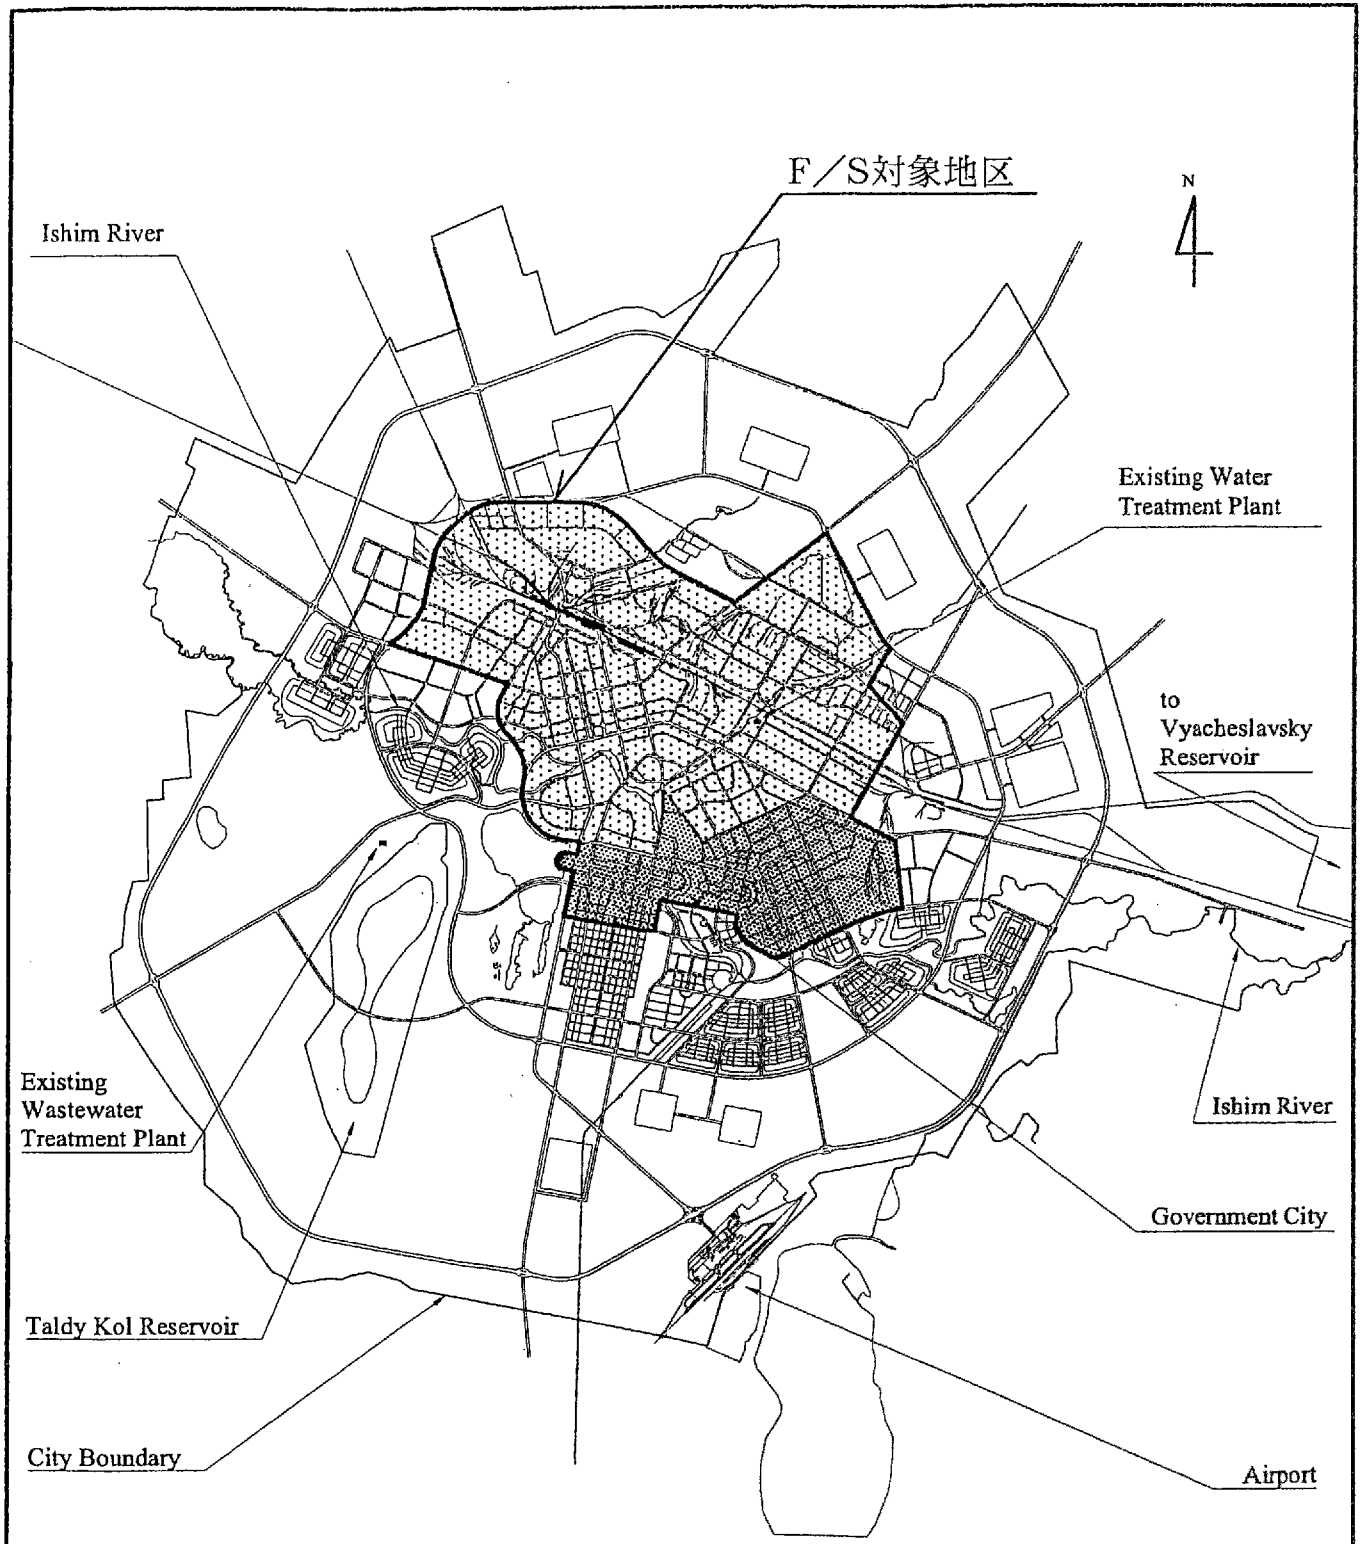 F／S対象地区
N
Ishim River
Existing Water
Treatment Plant
to
Vyacheslavsky
Reservoir
Existing
Wastewater
Treatment Plant
Ishim River
Government City
Taldy Kol Reservoir
City Boundary
Airport